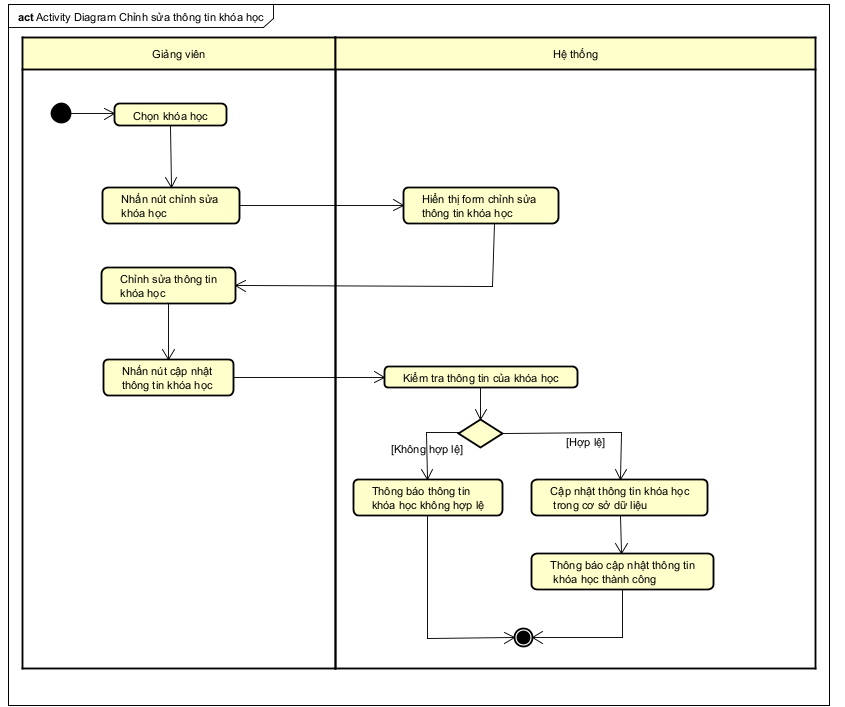 act Activity Diagram Chỉnh sửa thông tin khóa học
Giảng viên
Hệ thống
Chọn khóa học
Nhấn nút chỉnh sửa
khóa học
Hiển thị form chỉnh sửa
thông tin khóa học
Chỉnh sửa thông tin
khóa học
Nhấn nút cập nhật
thông tin khóa học
Kiểm tra thông tin của khóa học
[Không hợp lệ]
[Hợp lệ]
Thông báo thông tin
khóa học không hợp lệ
Cập nhật thông tin khóa học
trong cơ sở dữ liệu
Thông báo cập nhật thông tin
khóa học thành công